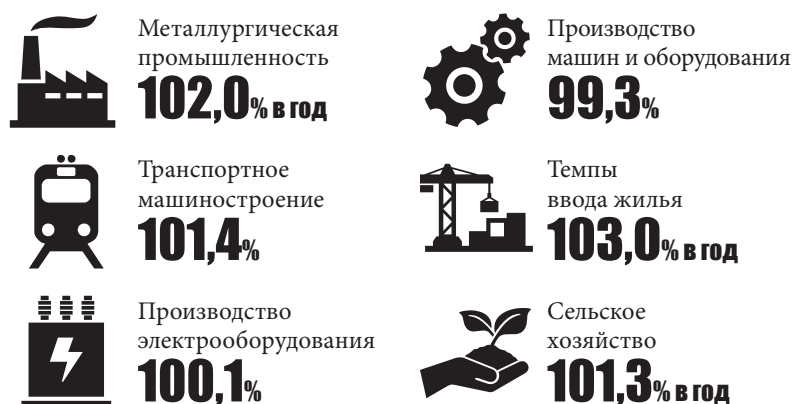 Металлургическая
промышленность
102,0% в год
Производство
машин и оборудования
99,3%
Транспортное
машиностроение
101,4%
Темпы
ввода жилья
103,0% в год
Производство
электрооборудования
100,1%
Сельское
хозяйство
101,3% в год